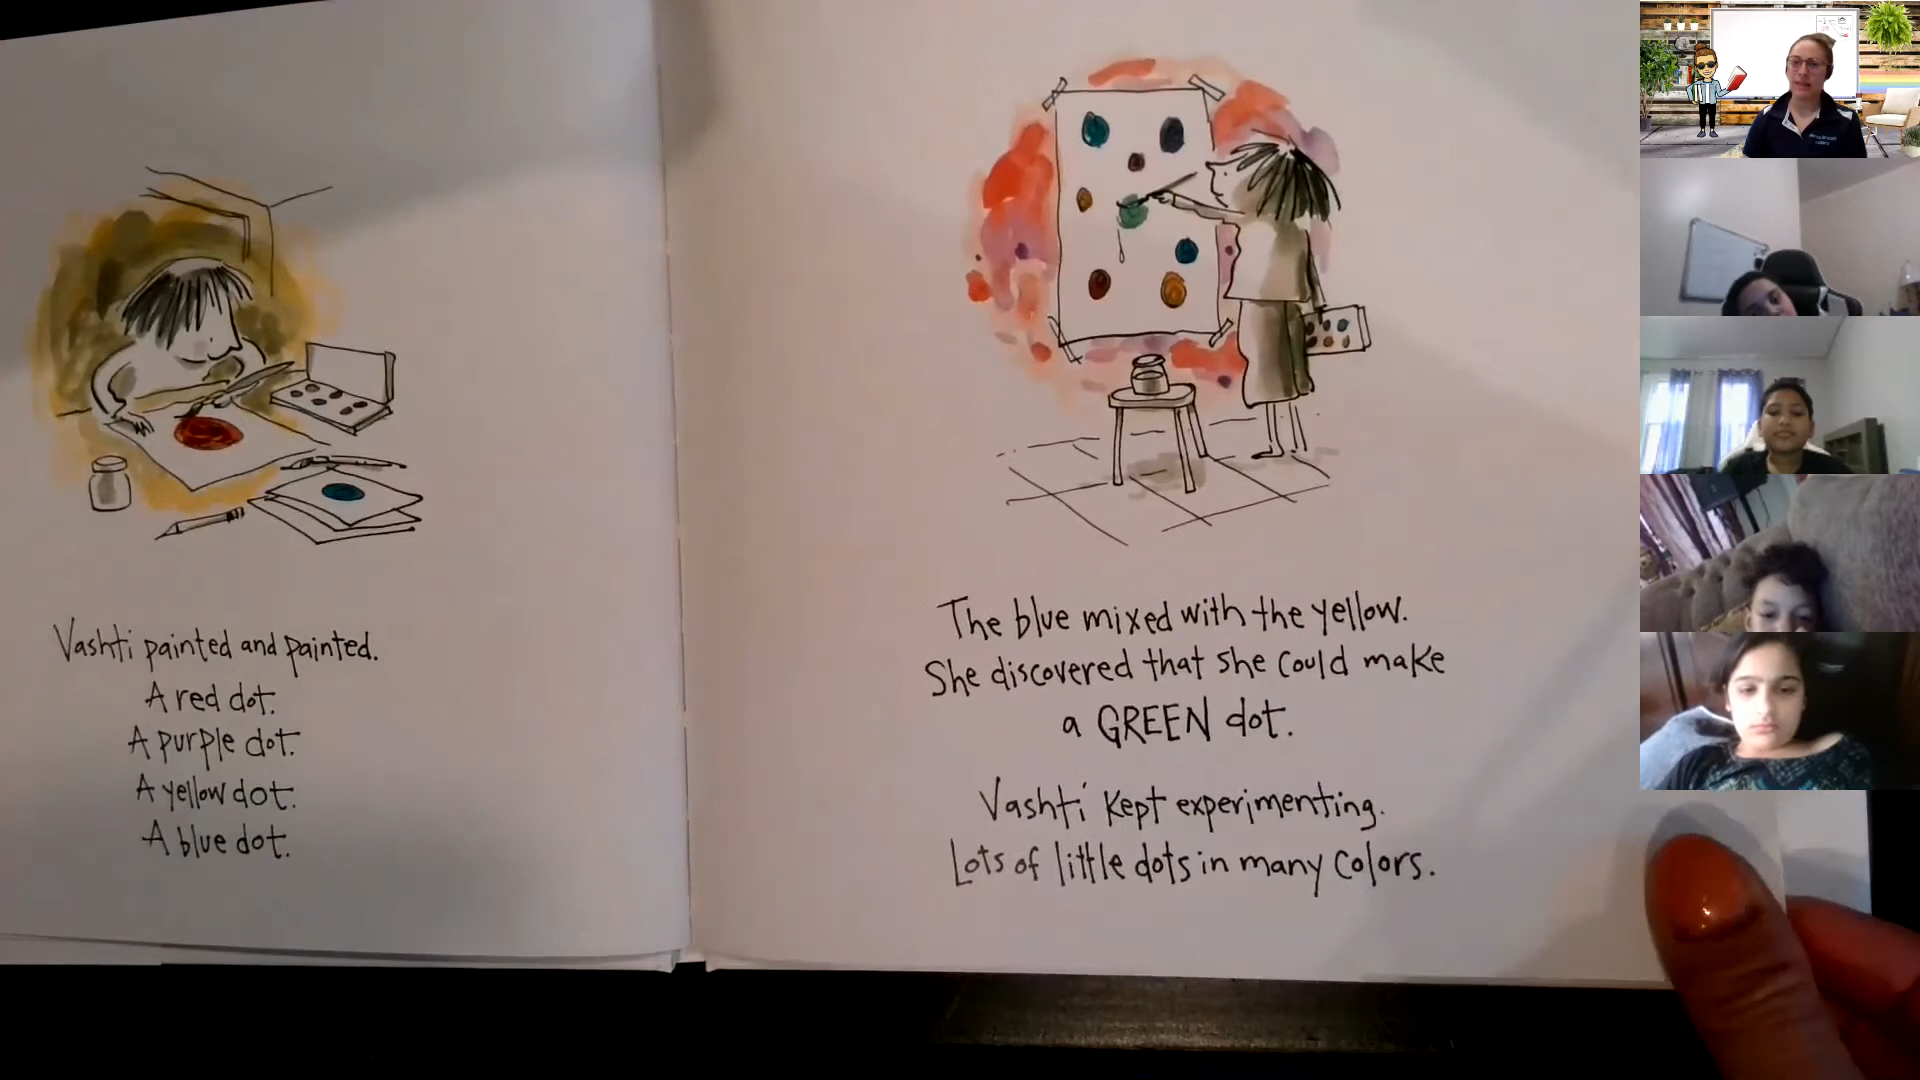 Vashti painted and painted.
A red dot.
A purple dot.
A yellow dot.
A blue dot.
The blue mixed with the yellow.
She discovered that she could make
a GREEN dot.
Vashti kept experimenting.
Lots of little dots in many colors.